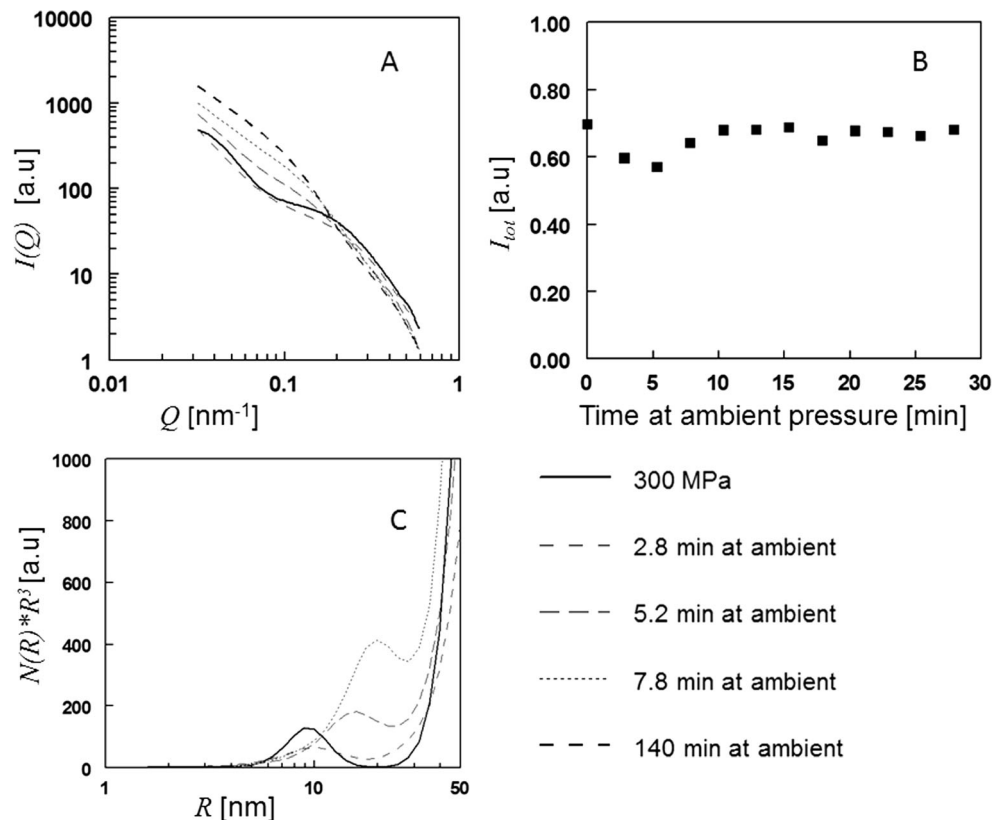 A
10000
1000
100
10
1
I(Q) [a.u]
0.01
0.1
1
Q [nm⁻¹]
B
1.00
0.80
0.60
0.40
0.20
0.00
I_tot [a.u]
0
5
10
15
20
25
30
Time at ambient pressure [min]
C
1000
800
600
400
200
0
N(R)*R³ [a.u]
1
10
50
R [nm]
300 MPa
2.8 min at ambient
5.2 min at ambient
7.8 min at ambient
140 min at ambient